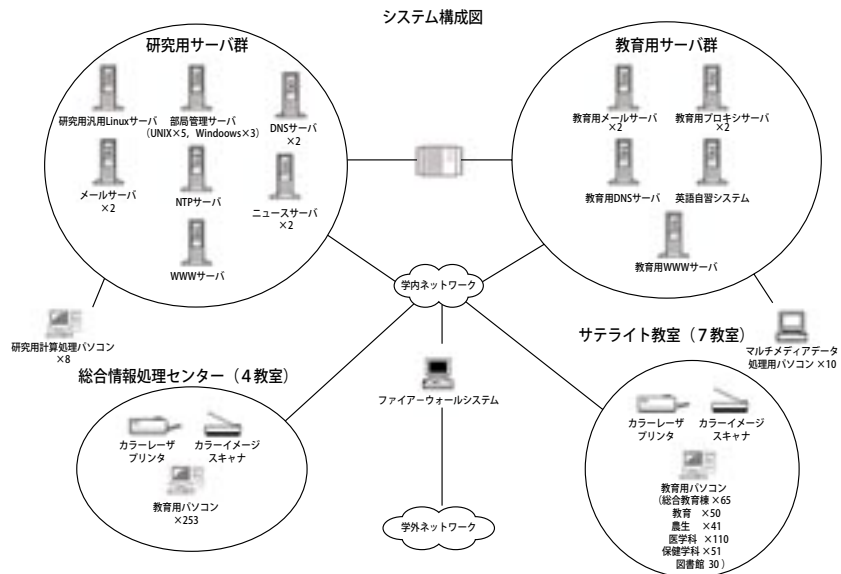 システム構成図
研究用サーバ群
研究用汎用Linuxサーバ
部局管理サーバ
(UNIX×5, Windoows×3)
DNSサーバ
×2
メールサーバ
×2
NTPサーバ
ニュースサーバ
×2
WWWサーバ
教育用サーバ群
教育用メールサーバ
×2
教育用プロキシサーバ
×2
教育用DNSサーバ
英語自習システム
教育用WWWサーバ
学内ネットワーク
研究用計算処理パソコン
×8
マルチメディアデータ
処理用パソコン ×10
総合情報処理センター（4教室）
カラーレーザ
プリンタ
カラーイメージ
スキャナ
教育用パソコン
×253
ファイアーウォールシステム
学外ネットワーク
サテライト教室（7教室）
カラーレーザ
プリンタ
カラーイメージ
スキャナ
教育用パソコン
（総合教育棟 ×65
教育 ×50
農生 ×41
医学科 ×110
保健学科 ×51
図書館 30 ）